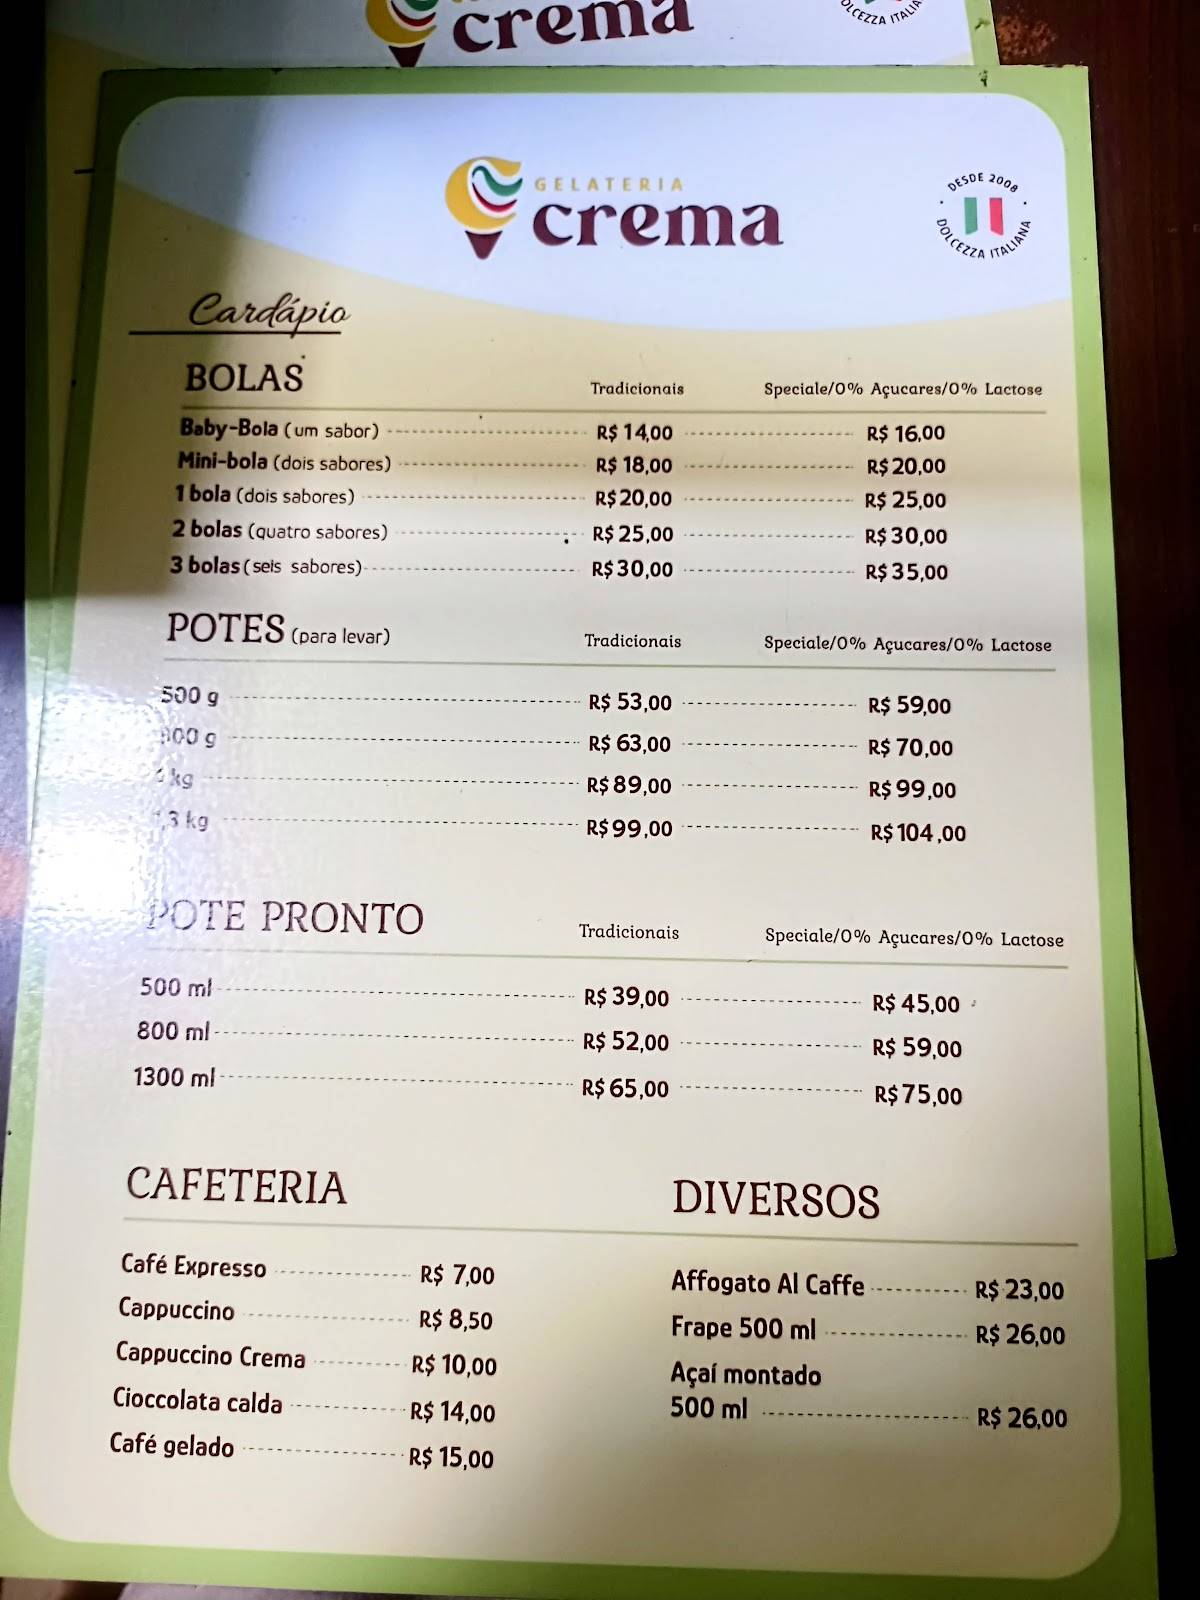 crema
DOLCEZZA ITALIA
GELATERIA
crema
DESDE 2008
DOLCEZZA ITALIANA
Cardápio
BOLAS Tradicionais Speciale/0% Açucares/0% Lactose
Baby-Bola (um sabor) R$ 14,00 R$ 16,00
Mini-bola (dois sabores) R$ 18,00 R$ 20,00
1 bola (dois sabores) R$ 20,00 R$ 25,00
2 bolas (quatro sabores) R$ 25,00 R$ 30,00
3 bolas (seis sabores) R$ 30,00 R$ 35,00
POTES (para levar) Tradicionais Speciale/0% Açucares/0% Lactose
500 g R$ 53,00 R$ 59,00
g R$ 63,00 R$ 70,00
kg R$ 89,00 R$ 99,00
kg R$ 99,00 R$ 104,00
POTE PRONTO Tradicionais Speciale/0% Açucares/0% Lactose
500 ml R$ 39,00 R$ 45,00
800 ml R$ 52,00 R$ 59,00
1300 ml R$ 65,00 R$ 75,00
CAFETERIA
Café Expresso R$ 7,00
Cappuccino R$ 8,50
Cappuccino Crema R$ 10,00
Cioccolata calda R$ 14,00
Café gelado R$ 15,00
DIVERSOS
Affogato Al Caffe R$ 23,00
Frape 500 ml R$ 26,00
Açaí montado
500 ml R$ 26,00